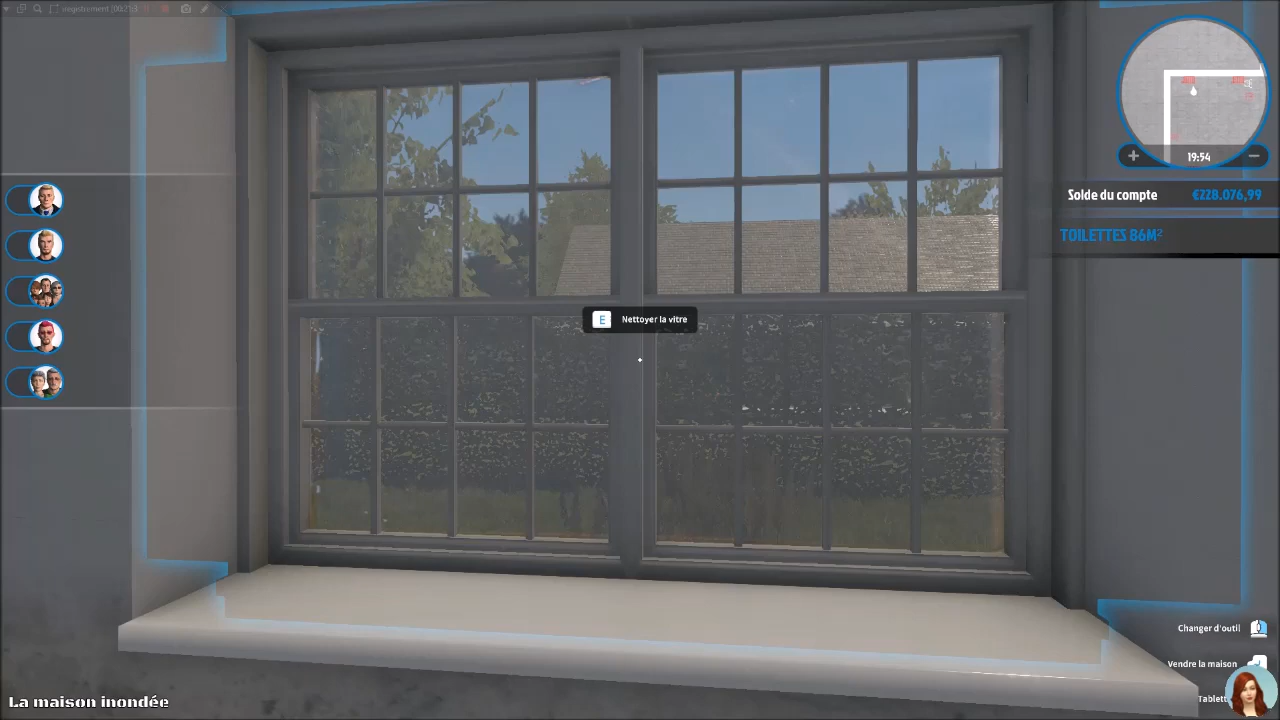 19:54
Solde du compte €228.076,99
TOILETTES 86M²
E Nettoyer la vitre
Changer d'outil
Vendre la maison
La maison inondée